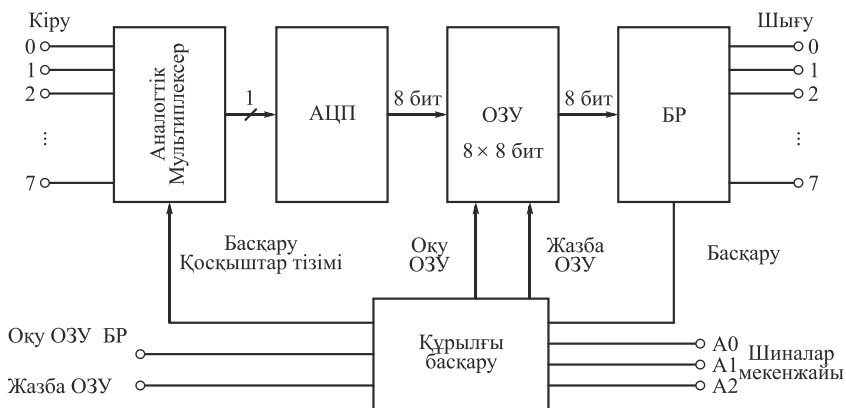 Кіру
0
1
2
...
7
Аналогтік
Мультиплексер
1
АЦП
8 бит
ОЗУ
8 × 8 бит
8 бит
БР
Шығу
0
1
2
...
7
Басқару
Қосқыштар тізімі
Оқу
ОЗУ
Жазба
ОЗУ
Басқару
Оқу ОЗУ БР
Жазба ОЗУ
Құрылғы
басқару
A0
A1
A2
Шиналар
мекенжайы